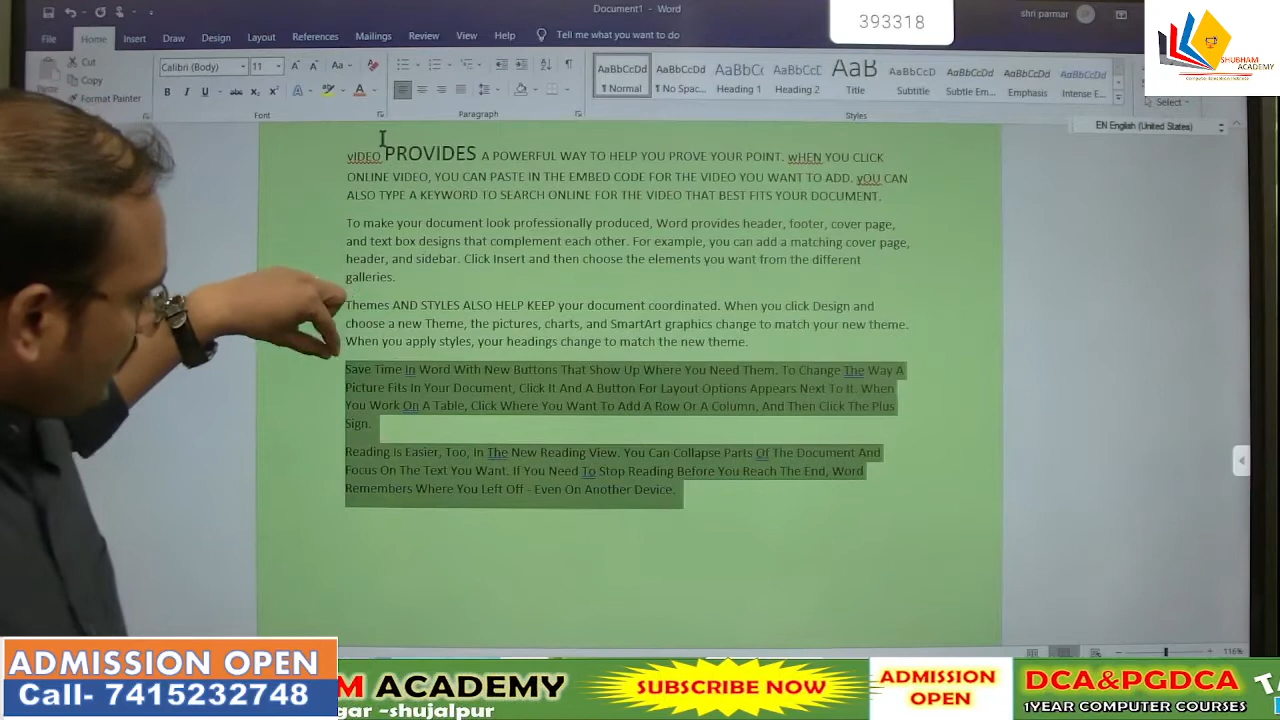 Document1 - Word
shri parmar
393318
SHUBHAM
ACADEMY
File Home Insert Draw Design Layout References Mailings Review View Help Tell me what you want to do
Cut
Copy
Format Painter
Calibri (Body) 11
Font
Paragraph
AaBbCcDd AaBbCcDd AaBbC( AaBbCcC AaB AaBbCcD AaBbCcDd AaBbCcDd AaBbCcDd
¶ Normal ¶ No Spac... Heading 1 Heading 2 Title Subtitle Subtle Em... Emphasis Intense E...
Styles
Select
EN English (United States)
vIDEO PROVIDES A POWERFUL WAY TO HELP YOU PROVE YOUR POINT. wHEN YOU CLICK
ONLINE VIDEO, YOU CAN PASTE IN THE EMBED CODE FOR THE VIDEO YOU WANT TO ADD. yOU CAN
ALSO TYPE A KEYWORD TO SEARCH ONLINE FOR THE VIDEO THAT BEST FITS YOUR DOCUMENT.
To make your document look professionally produced, Word provides header, footer, cover page,
and text box designs that complement each other. For example, you can add a matching cover page,
header, and sidebar. Click Insert and then choose the elements you want from the different
galleries.
Themes AND STYLES ALSO HELP KEEP your document coordinated. When you click Design and
choose a new Theme, the pictures, charts, and SmartArt graphics change to match your new theme.
When you apply styles, your headings change to match the new theme.
Save Time In Word With New Buttons That Show Up Where You Need Them. To Change The Way A
Picture Fits In Your Document, Click It And A Button For Layout Options Appears Next To It. When
You Work On A Table, Click Where You Want To Add A Row Or A Column, And Then Click The Plus
Sign.
Reading Is Easier, Too, In The New Reading View. You Can Collapse Parts Of The Document And
Focus On The Text You Want. If You Need To Stop Reading Before You Reach The End, Word
Remembers Where You Left Off - Even On Another Device.
116%
ADMISSION OPEN
Call- 7415232748
M ACADEMY
gar -shujalpur
SUBSCRIBE NOW
ADMISSION
OPEN
DCA&PGDCA
1YEAR COMPUTER COURSES